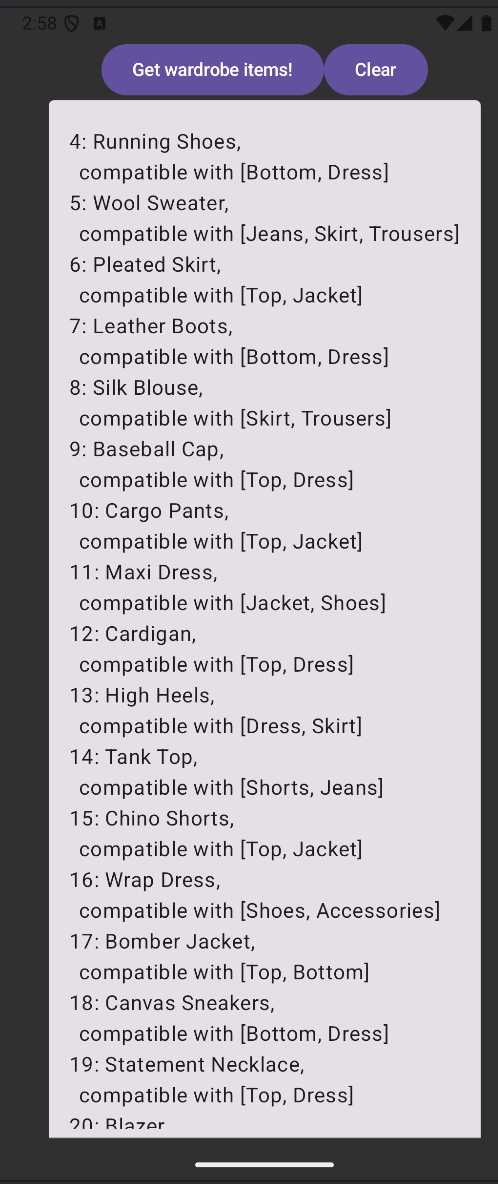 2:58 A
Get wardrobe items! Clear
4: Running Shoes,
compatible with [Bottom, Dress]
5: Wool Sweater,
compatible with [Jeans, Skirt, Trousers]
6: Pleated Skirt,
compatible with [Top, Jacket]
7: Leather Boots,
compatible with [Bottom, Dress]
8: Silk Blouse,
compatible with [Skirt, Trousers]
9: Baseball Cap,
compatible with [Top, Dress]
10: Cargo Pants,
compatible with [Top, Jacket]
11: Maxi Dress,
compatible with [Jacket, Shoes]
12: Cardigan,
compatible with [Top, Dress]
13: High Heels,
compatible with [Dress, Skirt]
14: Tank Top,
compatible with [Shorts, Jeans]
15: Chino Shorts,
compatible with [Top, Jacket]
16: Wrap Dress,
compatible with [Shoes, Accessories]
17: Bomber Jacket,
compatible with [Top, Bottom]
18: Canvas Sneakers,
compatible with [Bottom, Dress]
19: Statement Necklace,
compatible with [Top, Dress]
20: Blazer